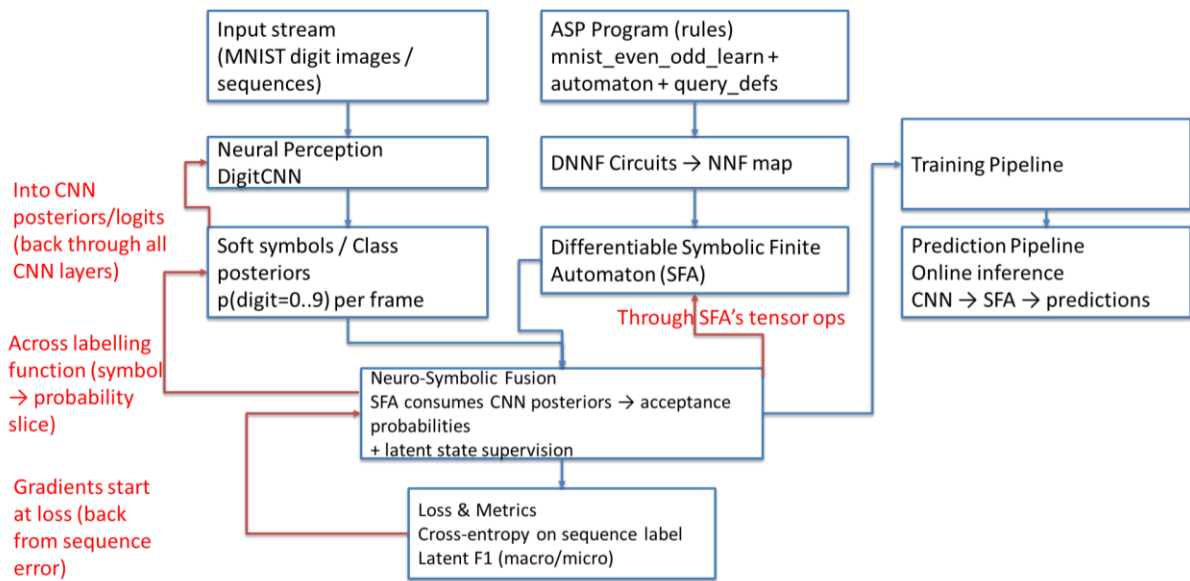 Input stream
(MNIST digit images /
sequences)
ASP Program (rules)
mnist_even_odd_learn +
automaton + query_defs
Neural Perception
DigitCNN
DNNF Circuits → NNF map
Training Pipeline
Into CNN
posteriors/logits
(back through all
CNN layers)
Soft symbols / Class
posteriors
p(digit=0..9) per frame
Differentiable Symbolic Finite
Automaton (SFA)
Prediction Pipeline
Online inference
CNN → SFA → predictions
Through SFA's tensor ops
Across labelling
function (symbol
→ probability
slice)
Neuro-Symbolic Fusion
SFA consumes CNN posteriors → acceptance
probabilities
+ latent state supervision
Gradients start
at loss (back
from sequence
error)
Loss & Metrics
Cross-entropy on sequence label
Latent F1 (macro/micro)